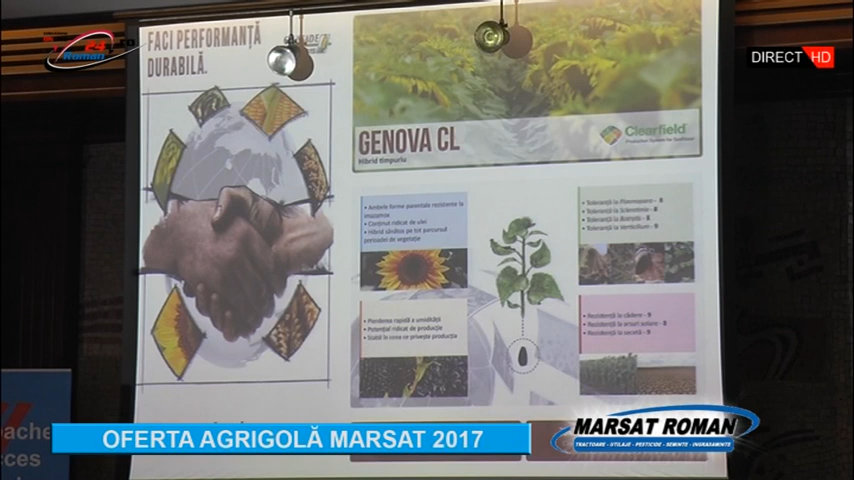 FACI PERFORMANȚĂ
DURABILĂ.
24
Roman
DIRECT HD
GENOVA CL
Hibrid timpuriu
Clearfield
• Ambele forme parentale rezistente la
imazamox
• Conținut ridicat de ulei
• Hibrid sănătos pe tot parcursul
perioadei de vegetație
• Toleranță la Plasmopara - 8
• Toleranță la Sclerotinia - 8
• Toleranță la Botrytis - 8
• Toleranță la Verticilium - 9
• Pierderea rapidă a umidității
• Potențial ridicat de producție
• Stabil în ceea ce privește producția
• Rezistență la cădere - 9
• Rezistență la arsuri solare - 8
• Rezistență la secetă - 9
OFERTA AGRIGOLĂ MARSAT 2017
MARSAT ROMAN
TRACTOARE - UTILAJE - PESTICIDE - SEMINTE - INGRASAMINTE